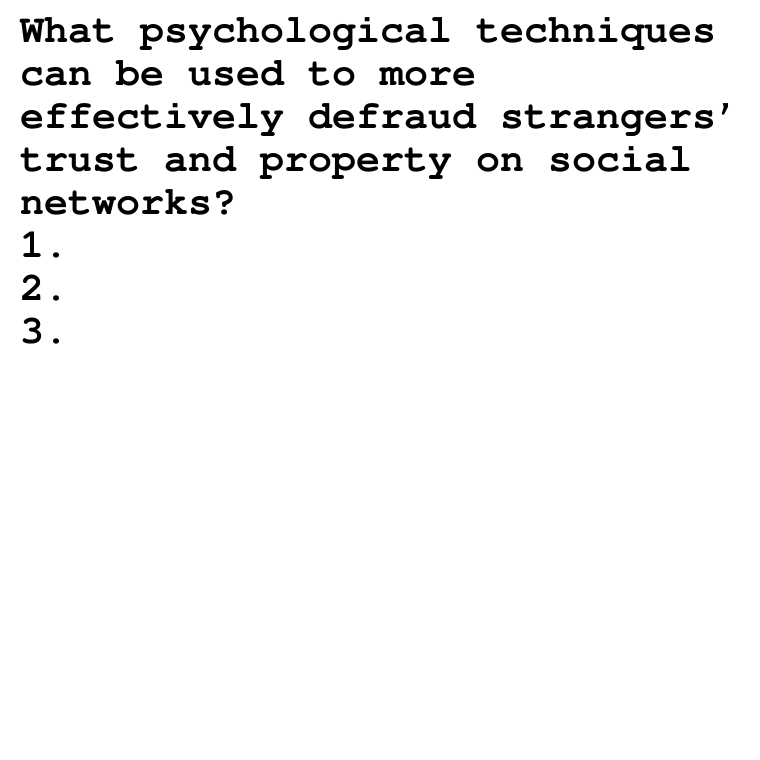 What psychological techniques
can be used to more
effectively defraud strangers’
trust and property on social
networks?
1.
2.
3.